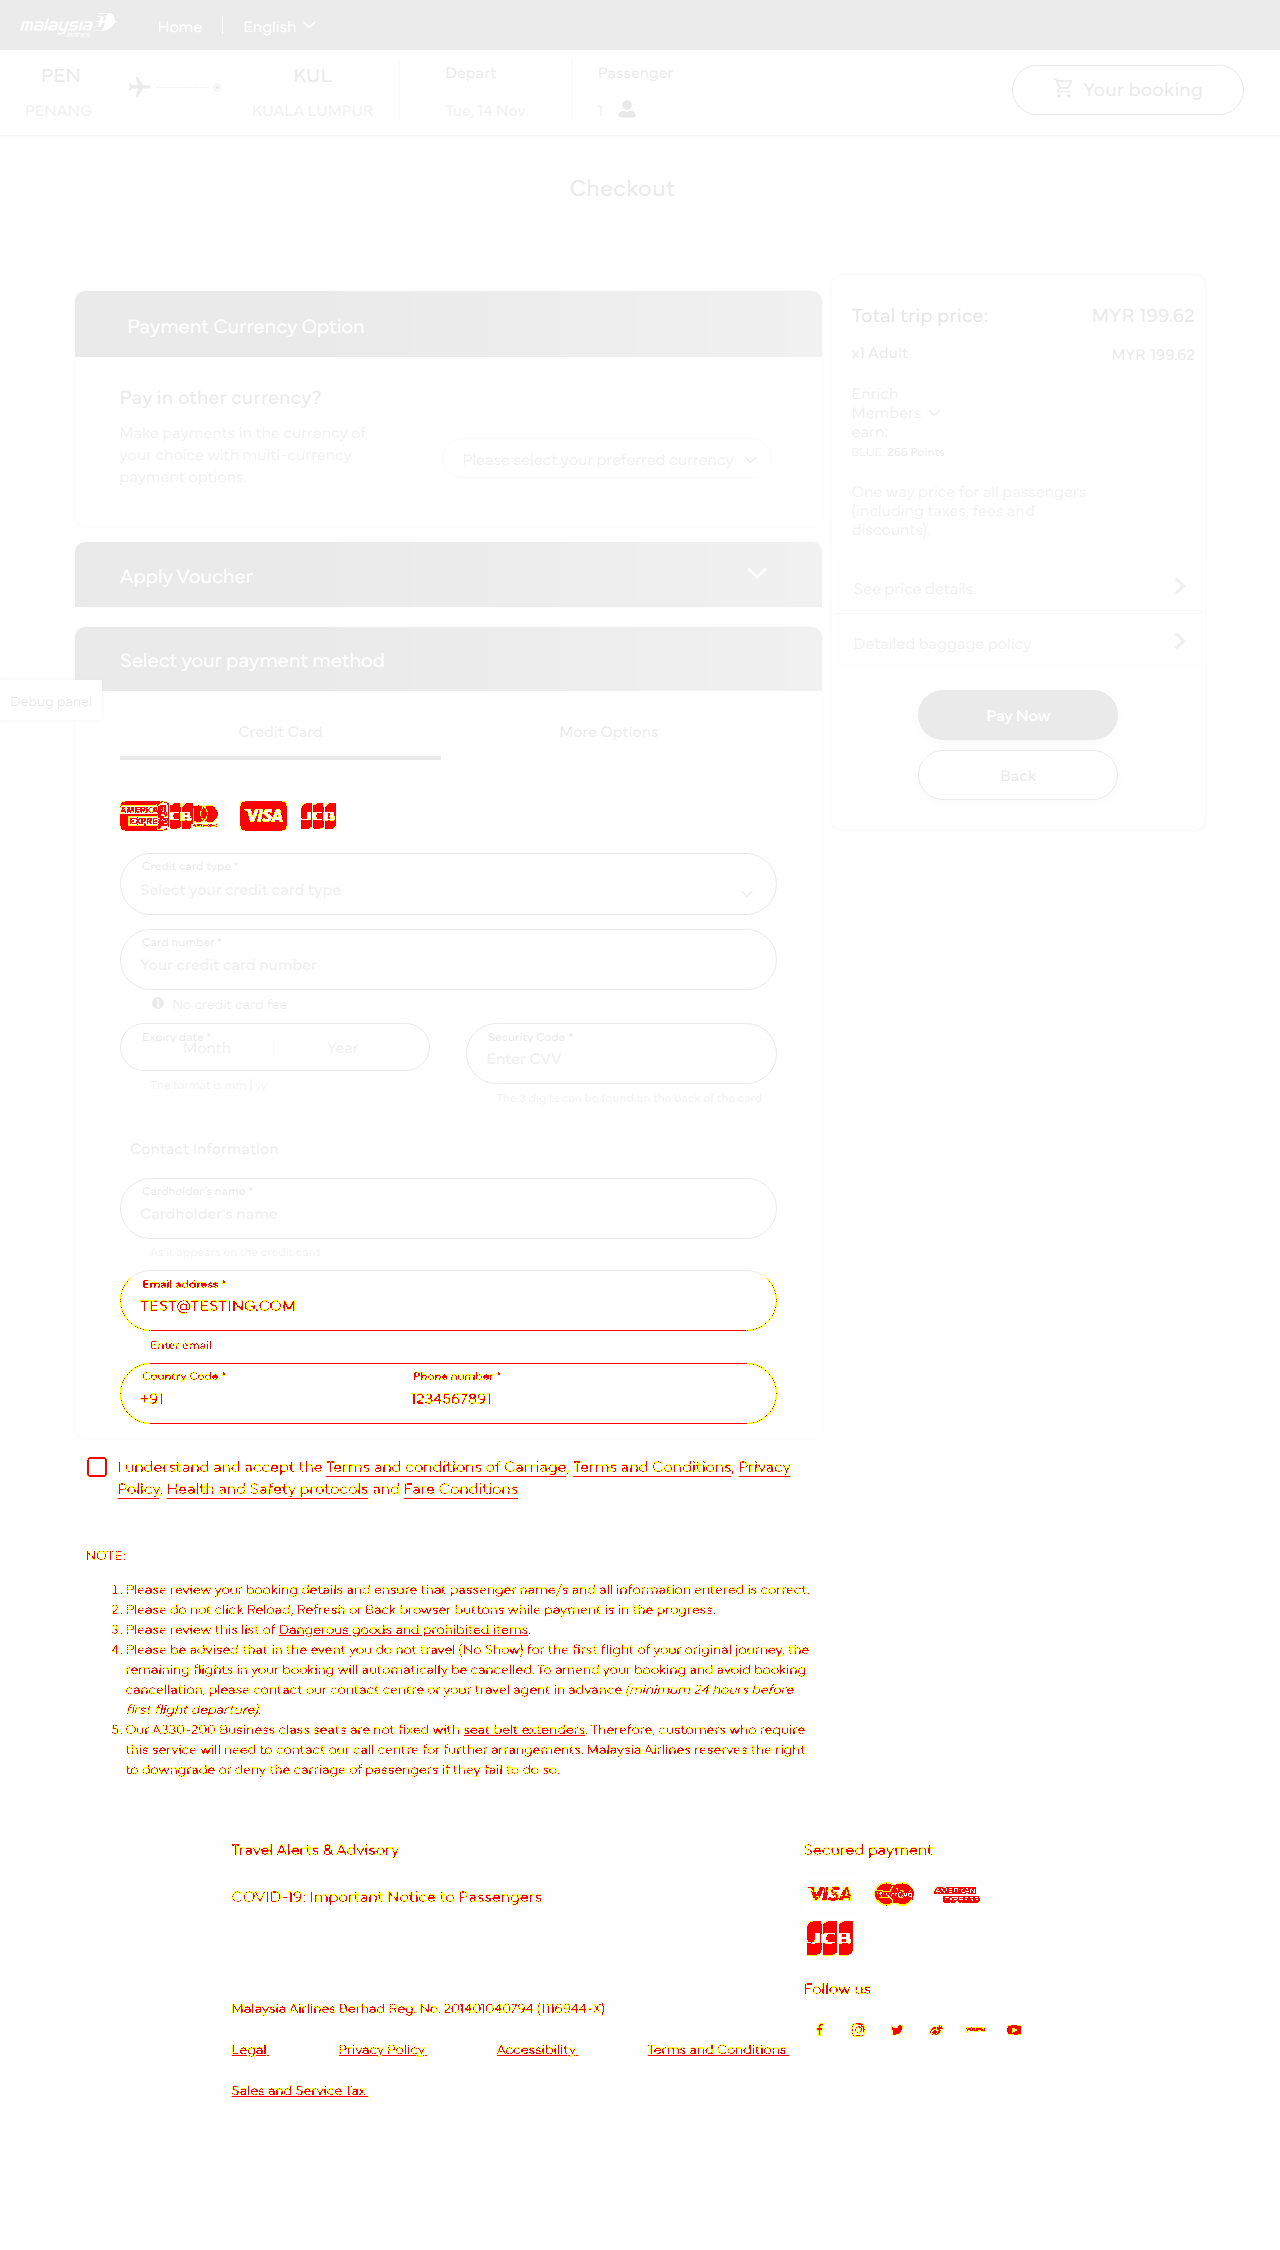 malaysia
airlines
Home
English
PEN
KUL
Depart
Passenger
Your booking
PENANG
KUALA LUMPUR
Tue, 14 Nov
1
Checkout
Payment Currency Option
Pay in other currency?
Make payments in the currency of
your choice with multi-currency
payment options.
Please select your preferred currency
Apply Voucher
Select your payment method
Debug panel
Credit Card
More Options
VISA
JCB
Credit card type *
Select your credit card type
Card number *
Your credit card number
No credit card fee
Expiry date *
Month
Year
The format is mm | yy
Security Code *
Enter CVV
The 3 digits can be found on the back of the card
Contact Information
Cardholder's name *
Cardholder's name
As it appears on the credit card
Email address *
TEST@TESTING.COM
Enter email
Country Code *
Phone number *
+91
1234567891
Total trip price:
MYR 199.62
x1 Adult
MYR 199.62
Enrich
Members
earn:
BLUE: 266 Points
One way price for all passengers
(including taxes, fees and
discounts).
See price details.
Detailed baggage policy
Pay Now
Back
I understand and accept the Terms and conditions of Carriage, Terms and Conditions, Privacy
Policy, Health and Safety protocols and Fare Conditions
NOTE:
1. Please review your booking details and ensure that passenger name/s and all information entered is correct.
2. Please do not click Reload, Refresh or Back browser buttons while payment is in the progress.
3. Please review this list of Dangerous goods and prohibited items.
4. Please be advised that in the event you do not travel (No Show) for the first flight of your original journey, the
remaining flights in your booking will automatically be cancelled. To amend your booking and avoid booking
cancellation, please contact our contact centre or your travel agent in advance (minimum 24 hours before
first flight departure).
5. Our A330-200 Business class seats are not fixed with seat belt extenders. Therefore, customers who require
this service will need to contact our call centre for further arrangements. Malaysia Airlines reserves the right
to downgrade or deny the carriage of passengers if they fail to do so.
Travel Alerts & Advisory
COVID-19: Important Notice to Passengers
Secured payment
VISA
MasterCard
AMERICAN
EXPRESS
JCB
Follow us
Malaysia Airlines Berhad Reg. No. 201401040794 (1116944-X)
Legal
Privacy Policy
Accessibility
Terms and Conditions
Sales and Service Tax